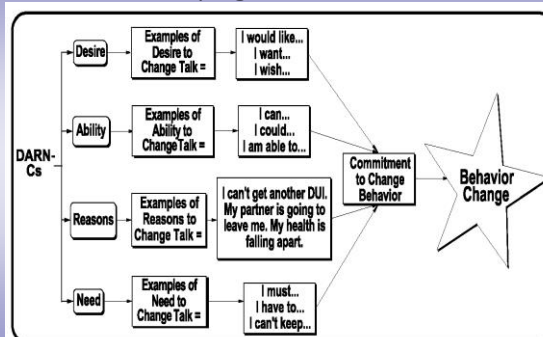 DARN-
Cs
Desire
Examples of
Desire to
Change Talk =
I would like...
I want...
I wish...
Ability
Examples of
Ability to
ChangeTalk =
I can...
I could...
I am able to...
Reasons
Examples of
Reasons to
Change Talk =
I can't get another DUI.
My partner is going to
leave me. My health is
falling apart.
Need
Examples of
Need to
Change Talk =
I must...
I have to...
I can't keep...
Commitment
to Change
Behavior
Behavior
Change